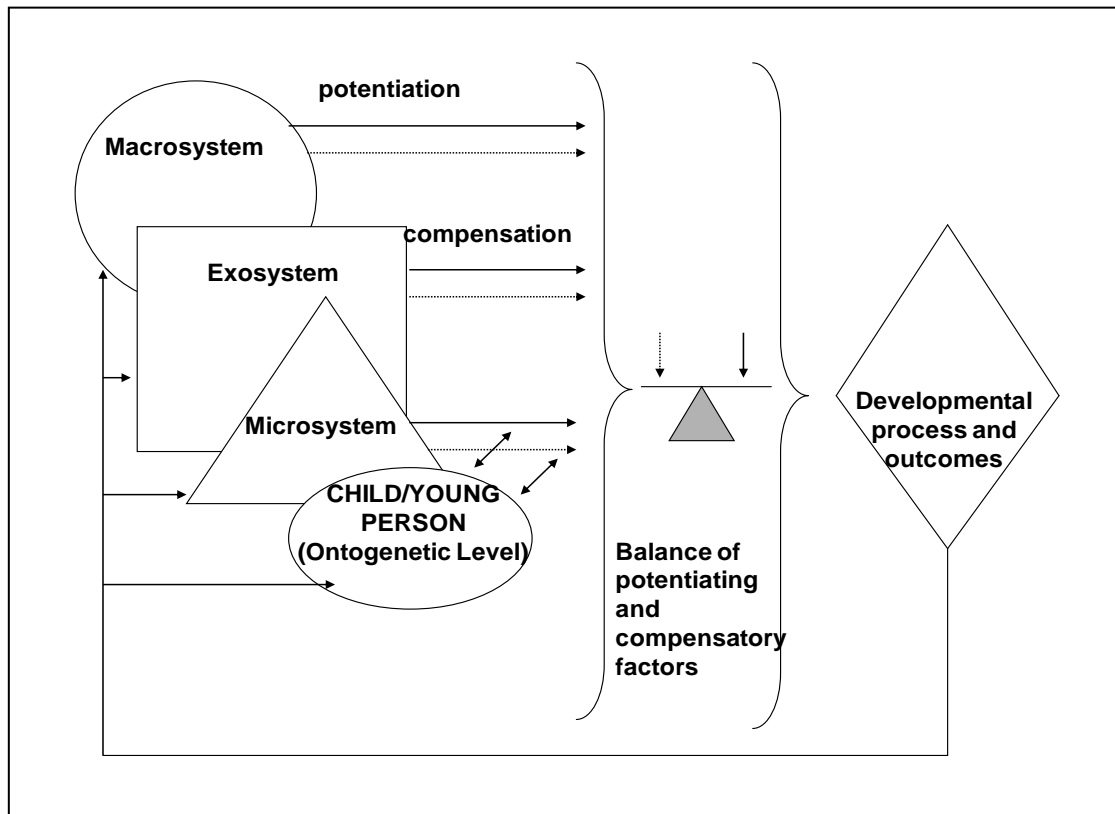 potentiation
Macrosystem
compensation
Exosystem
Microsystem
CHILD/YOUNG
PERSON
(Ontogenetic Level)
Balance of
potentiating
and
compensatory
factors
Developmental
process and
outcomes